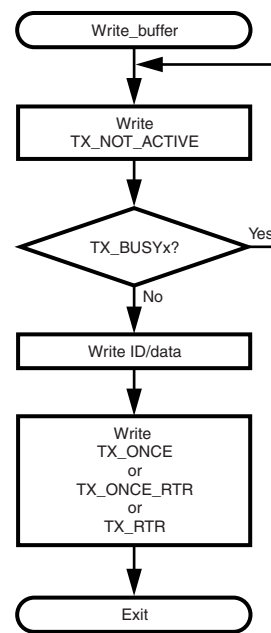 Write_buffer
Write
TX_NOT_ACTIVE
TX_BUSYx?
Yes
No
Write ID/data
Write
TX_ONCE
or
TX_ONCE_RTR
or
TX_RTR
Exit